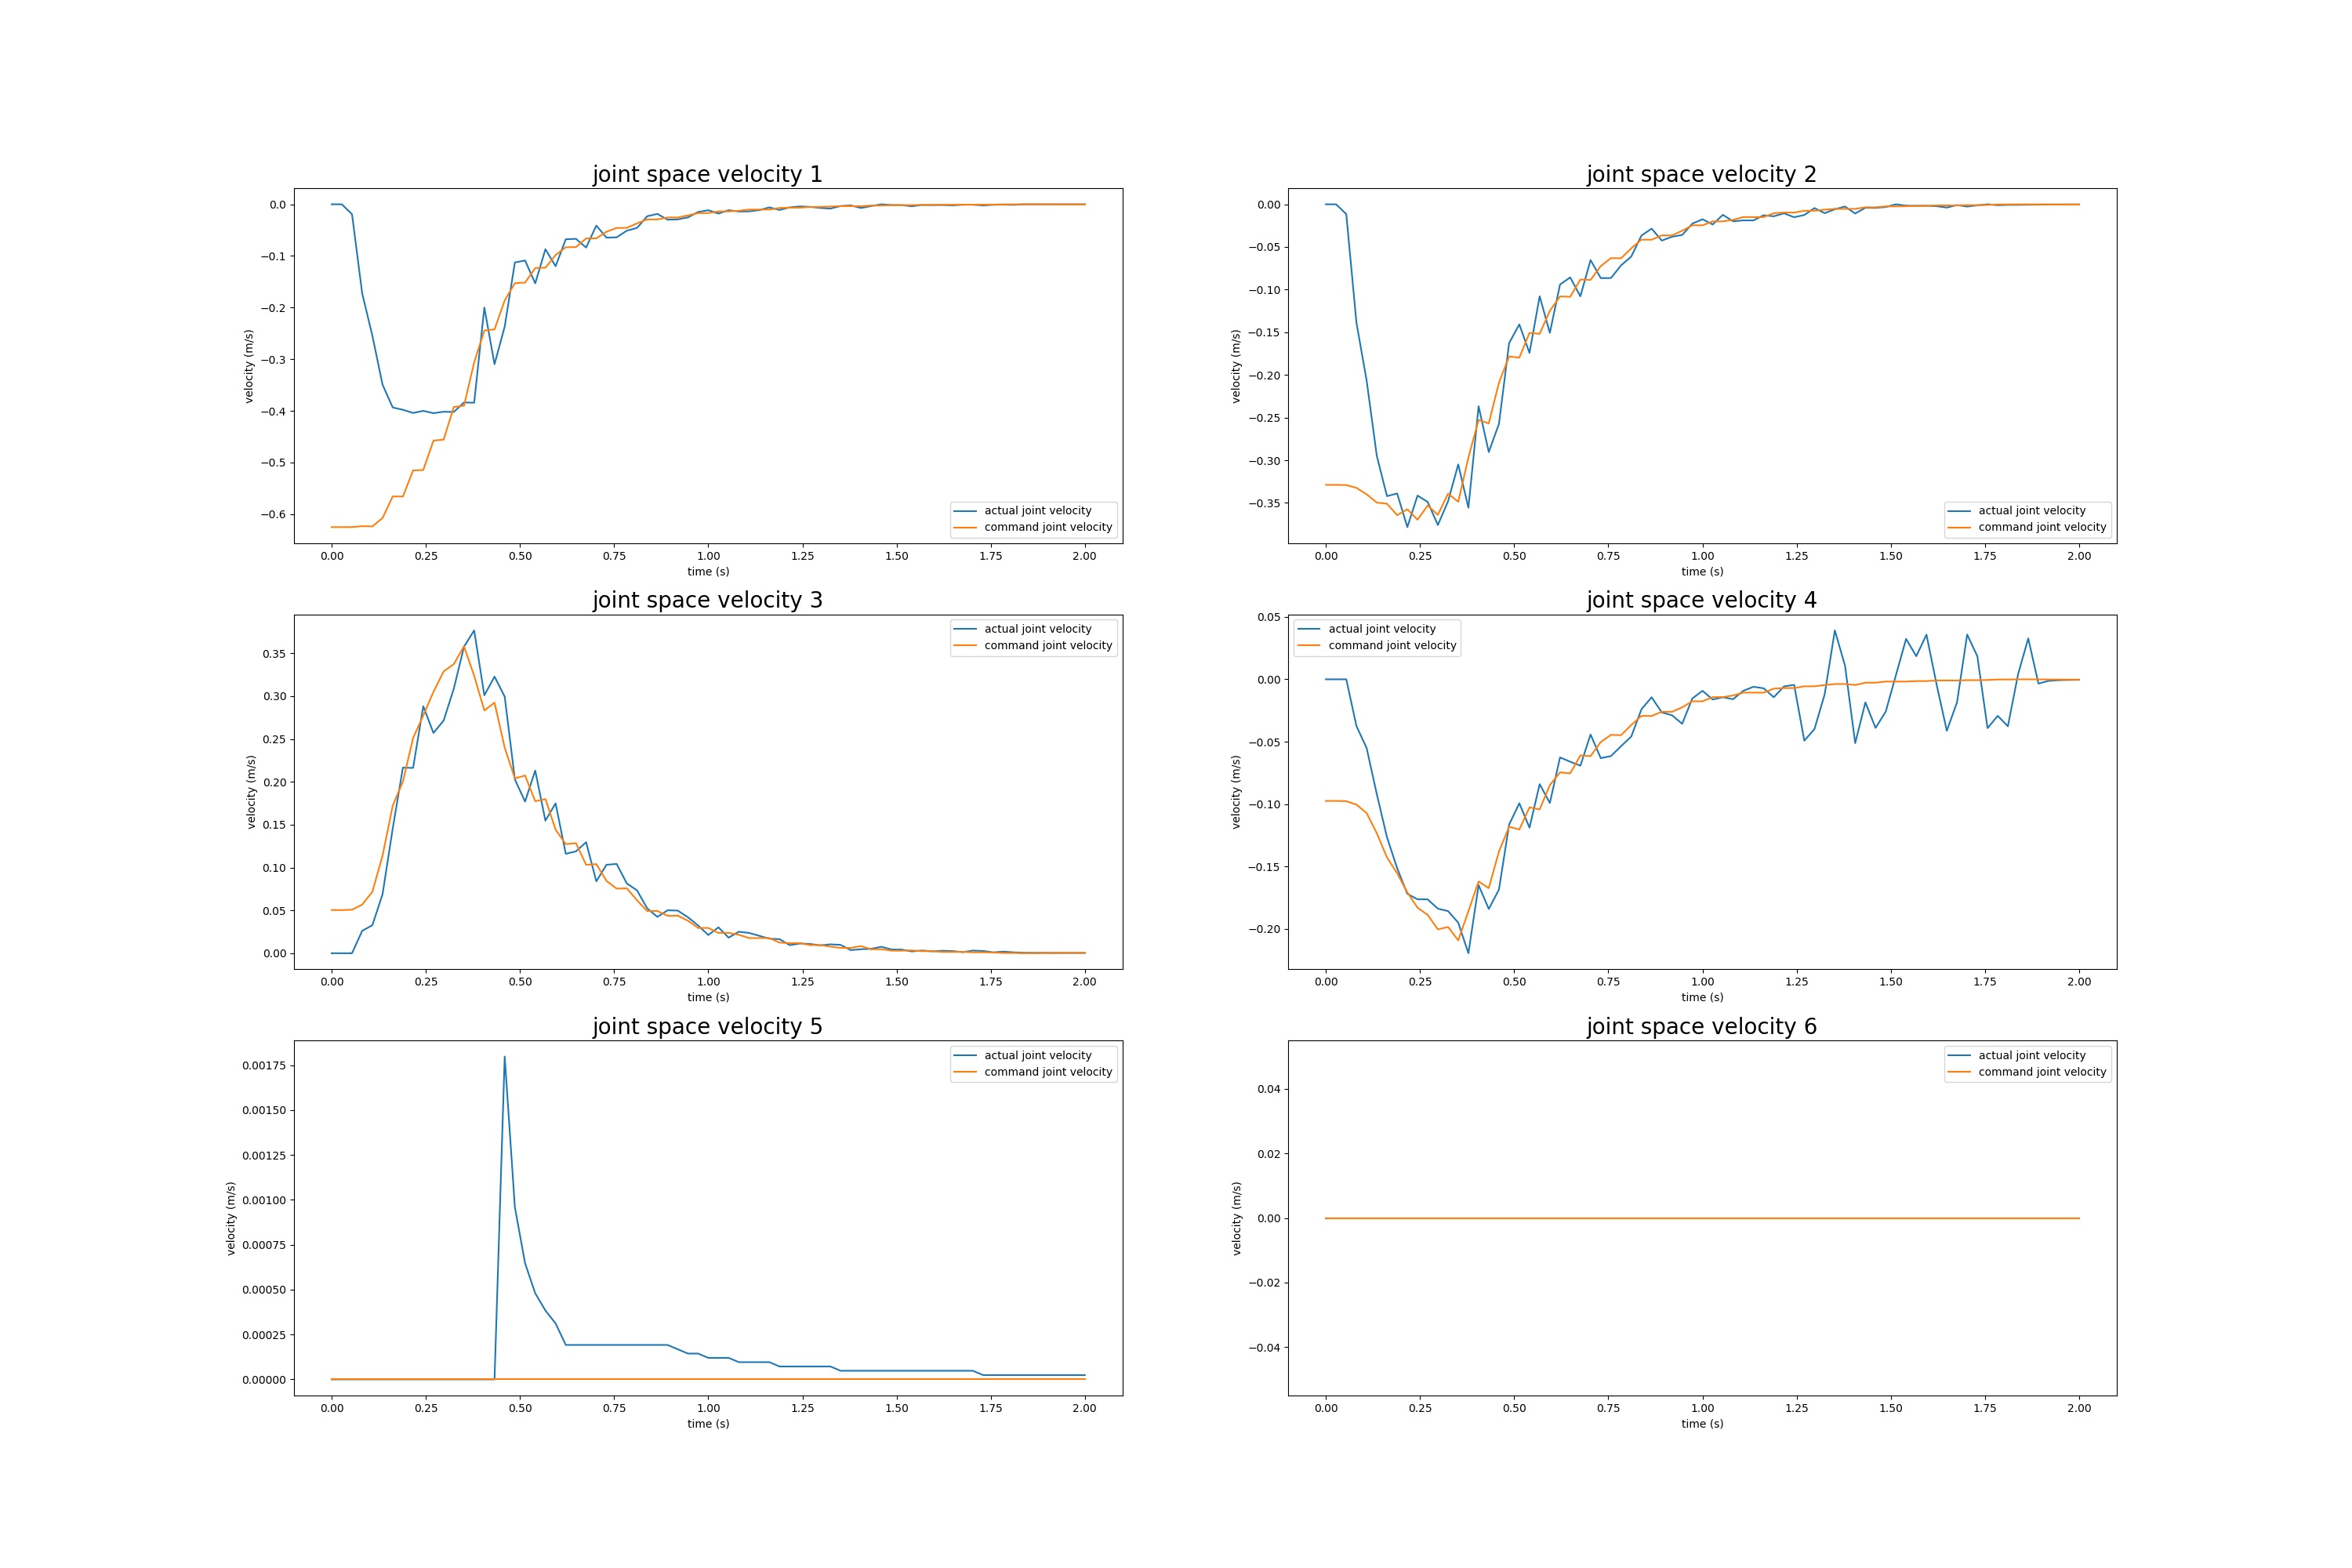 joint space velocity 1
velocity (m/s)
0.0
−0.1
−0.2
−0.3
−0.4
−0.5
−0.6
actual joint velocity
command joint velocity
0.00 0.25 0.50 0.75 1.00 1.25 1.50 1.75 2.00
time (s)
joint space velocity 2
velocity (m/s)
0.00
−0.05
−0.10
−0.15
−0.20
−0.25
−0.30
−0.35
actual joint velocity
command joint velocity
0.00 0.25 0.50 0.75 1.00 1.25 1.50 1.75 2.00
time (s)
joint space velocity 3
velocity (m/s)
actual joint velocity
command joint velocity
0.35
0.30
0.25
0.20
0.15
0.10
0.05
0.00
0.00 0.25 0.50 0.75 1.00 1.25 1.50 1.75 2.00
time (s)
joint space velocity 4
velocity (m/s)
actual joint velocity
command joint velocity
0.05
0.00
−0.05
−0.10
−0.15
−0.20
0.00 0.25 0.50 0.75 1.00 1.25 1.50 1.75 2.00
time (s)
joint space velocity 5
velocity (m/s)
actual joint velocity
command joint velocity
0.00175
0.00150
0.00125
0.00100
0.00075
0.00050
0.00025
0.00000
0.00 0.25 0.50 0.75 1.00 1.25 1.50 1.75 2.00
time (s)
joint space velocity 6
velocity (m/s)
actual joint velocity
command joint velocity
0.04
0.02
0.00
−0.02
−0.04
0.00 0.25 0.50 0.75 1.00 1.25 1.50 1.75 2.00
time (s)